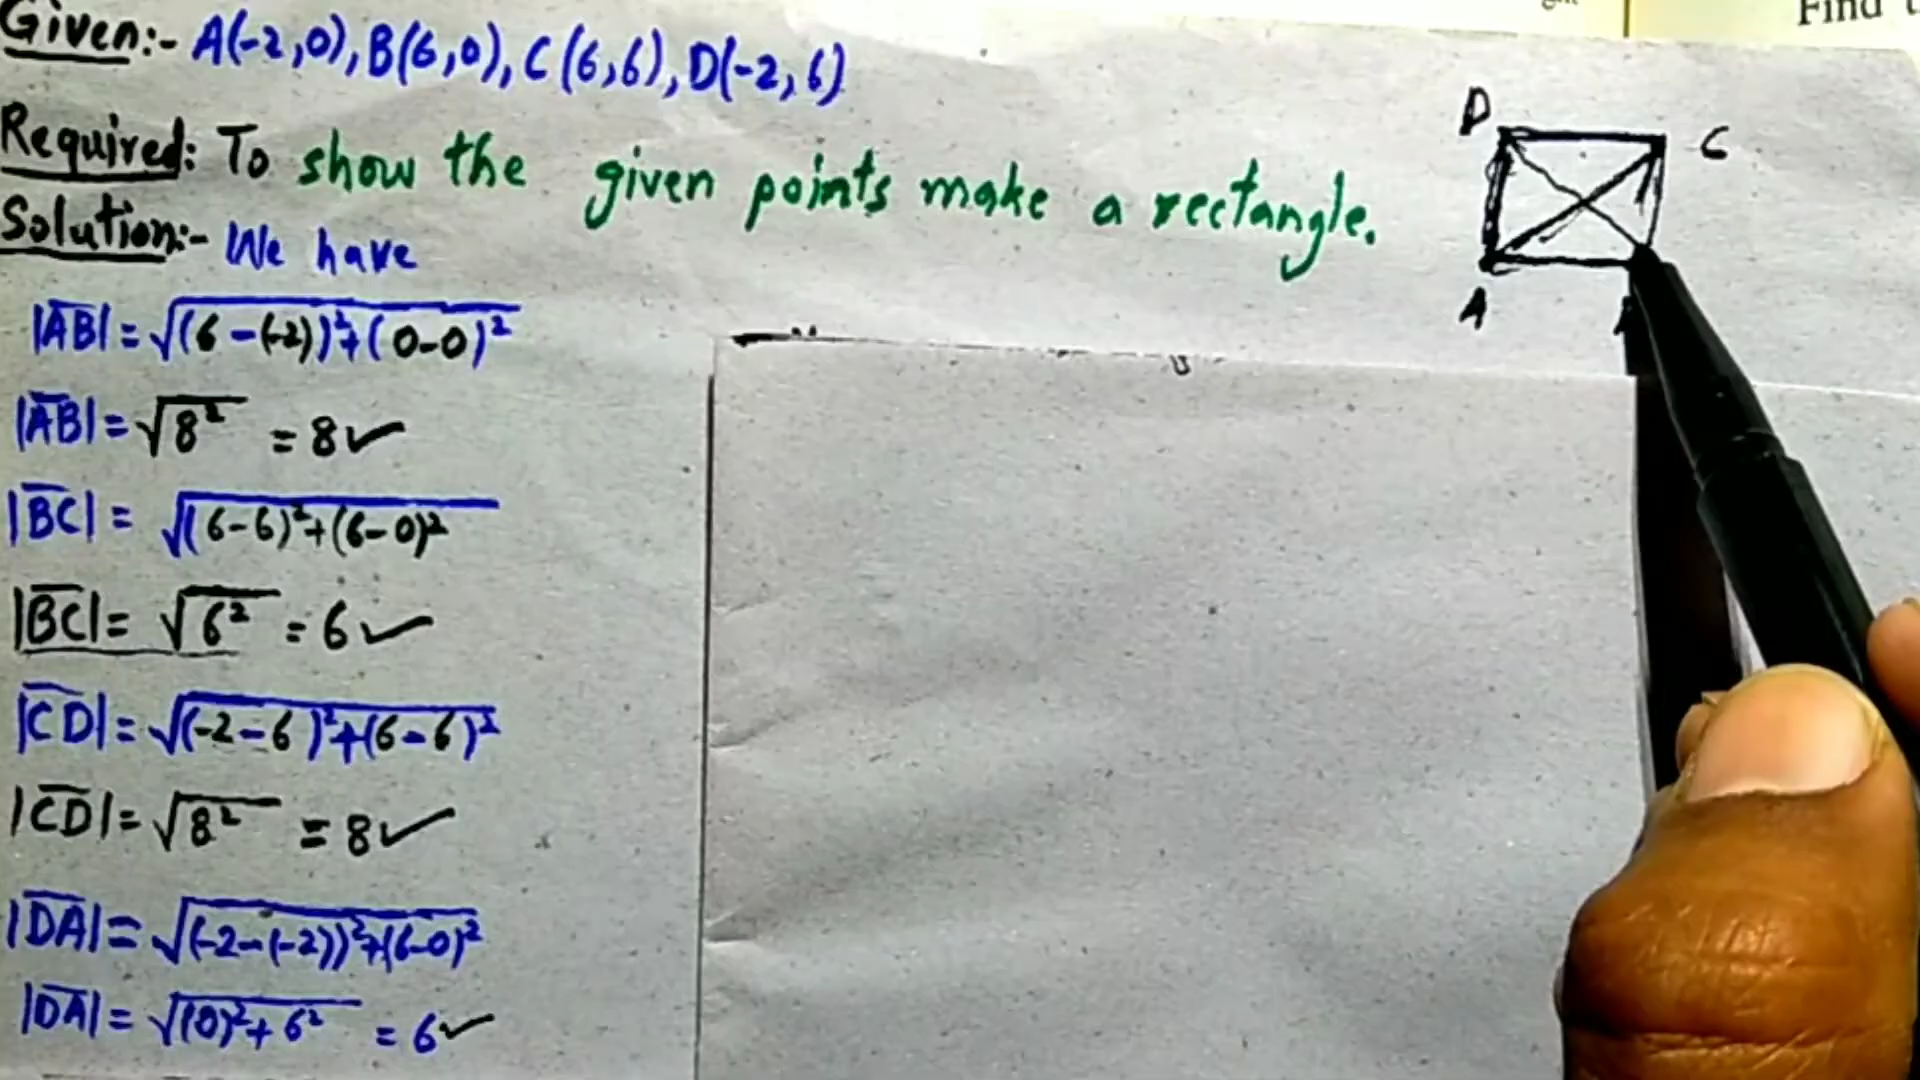 Find
Given:- A(-2,0), B(6,0), C(6,6), D(-2,6)
Required: To show the given points make a rectangle.
Solution:- We have
|AB| = √(6-(-2))²+(0-0)²
|AB| = √8² = 8✓
|BC| = √(6-6)²+(6-0)²
|BC| = √6² = 6✓
|CD| = √(-2-6)²+(6-6)²
|CD| = √8² = 8✓
|DA| = √(-2-(-2))²+(6-0)²
|DA| = √(0)²+6² = 6✓
D C
A